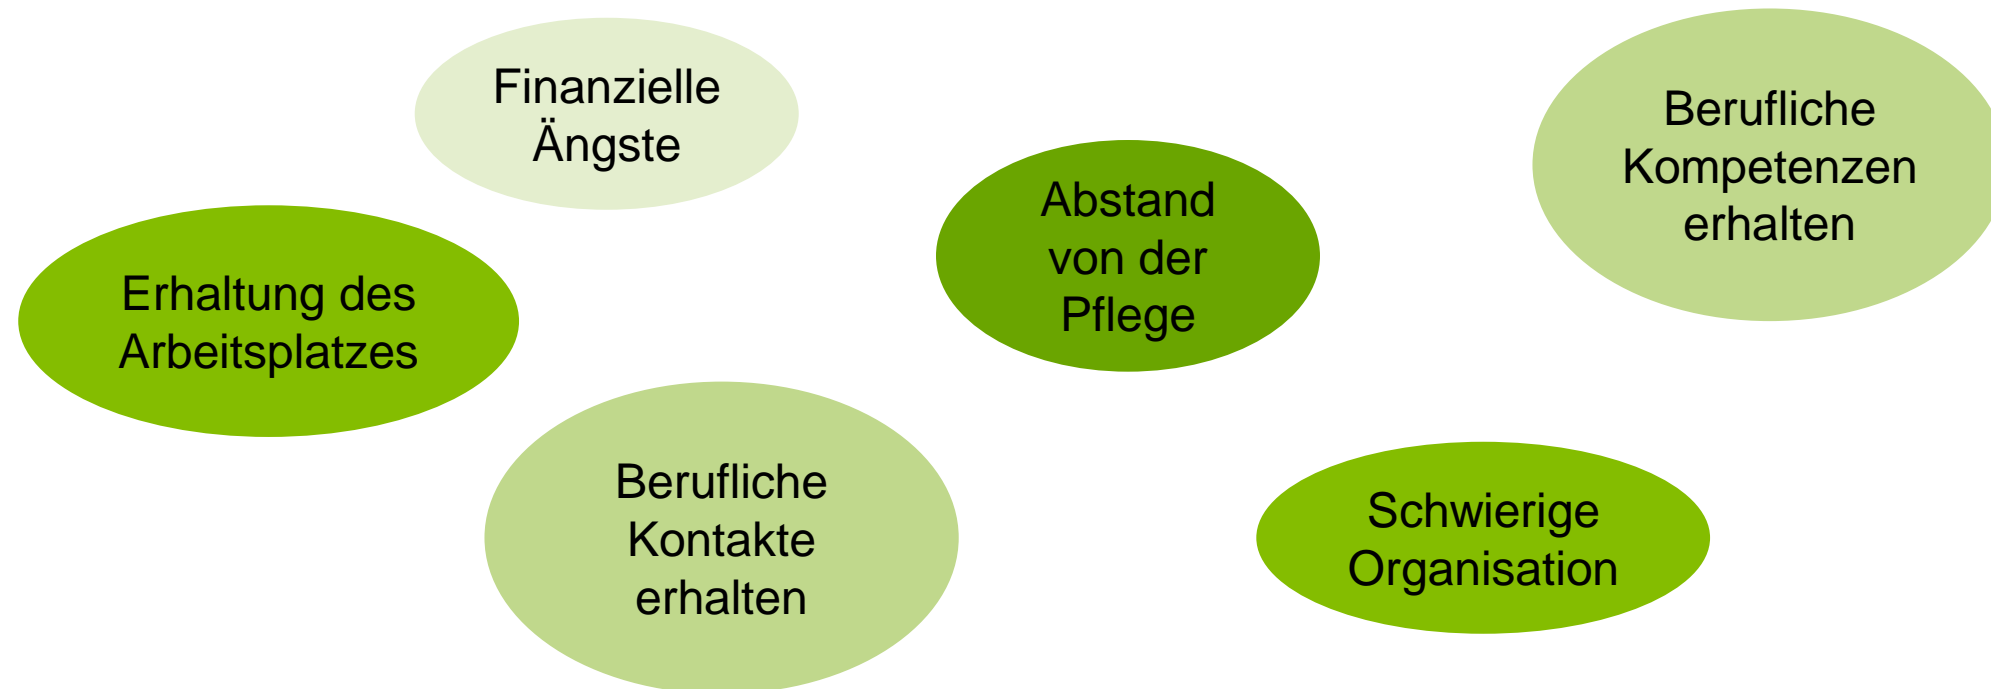 Finanzielle
Ängste
Berufliche
Kompetenzen
erhalten
Abstand
von der
Pflege
Erhaltung des
Arbeitsplatzes
Berufliche
Kontakte
erhalten
Schwierige
Organisation